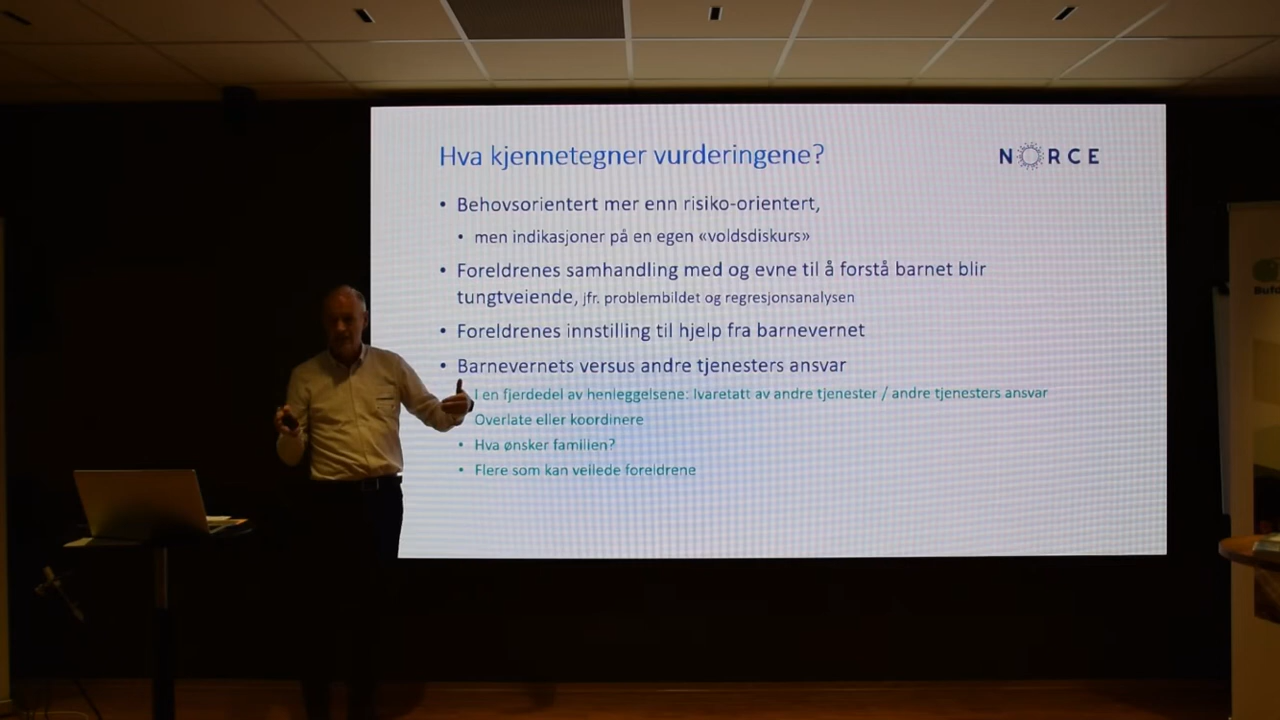 Hva kjennetegner vurderingene?
NORCE
• Behovsorientert mer enn risiko-orientert,
• men indikasjoner på en egen «voldsdiskurs»
• Foreldrenes samhandling med og evne til å forstå barnet blir
tungtveiende, jfr. problembildet og regresjonsanalysen
• Foreldrenes innstilling til hjelp fra barnevernet
• Barnevernets versus andre tjenesters ansvar
I en fjerdedel av henleggelsene: Ivaretatt av andre tjenester / andre tjenesters ansvar
Overlate eller koordinere
• Hva ønsker familien?
• Flere som kan veilede foreldrene